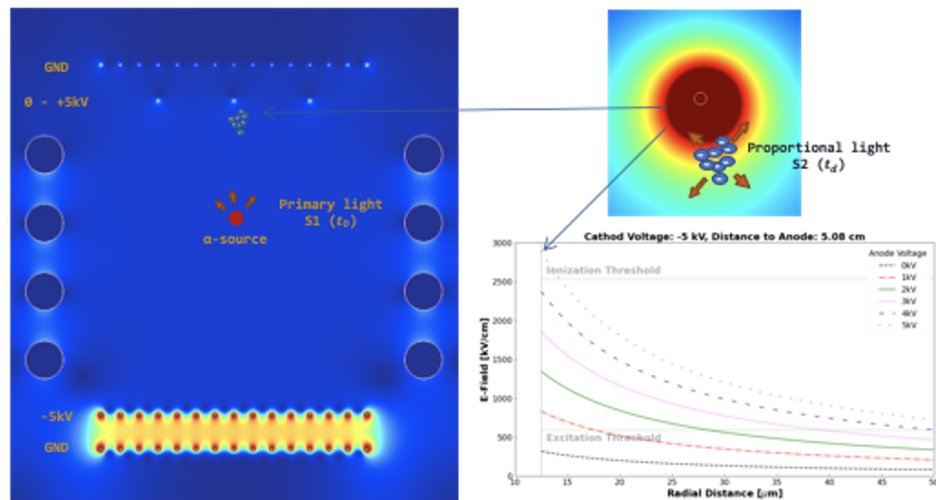 GND
0 - +5kV
Primary light
S1 (t₀)
α-source
-5kV
GND
Proportional light
S2 (t_d)
Cathod Voltage: -5 kV, Distance to Anode: 5.08 cm
3000
2500
2000
1500
1000
500
0
E-Field [kV/cm]
Ionization Threshold
Excitation Threshold
Anode Voltage
0kV
1kV
2kV
3kV
4kV
5kV
10
15
20
25
30
35
40
45
50
Radial Distance [μm]